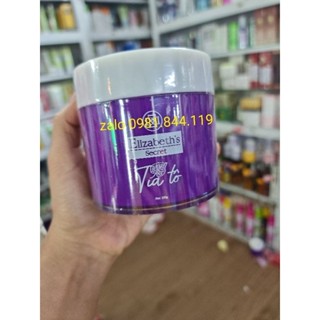 zalo 0981.844.119
Elizabeth's
Secret
Tía tô